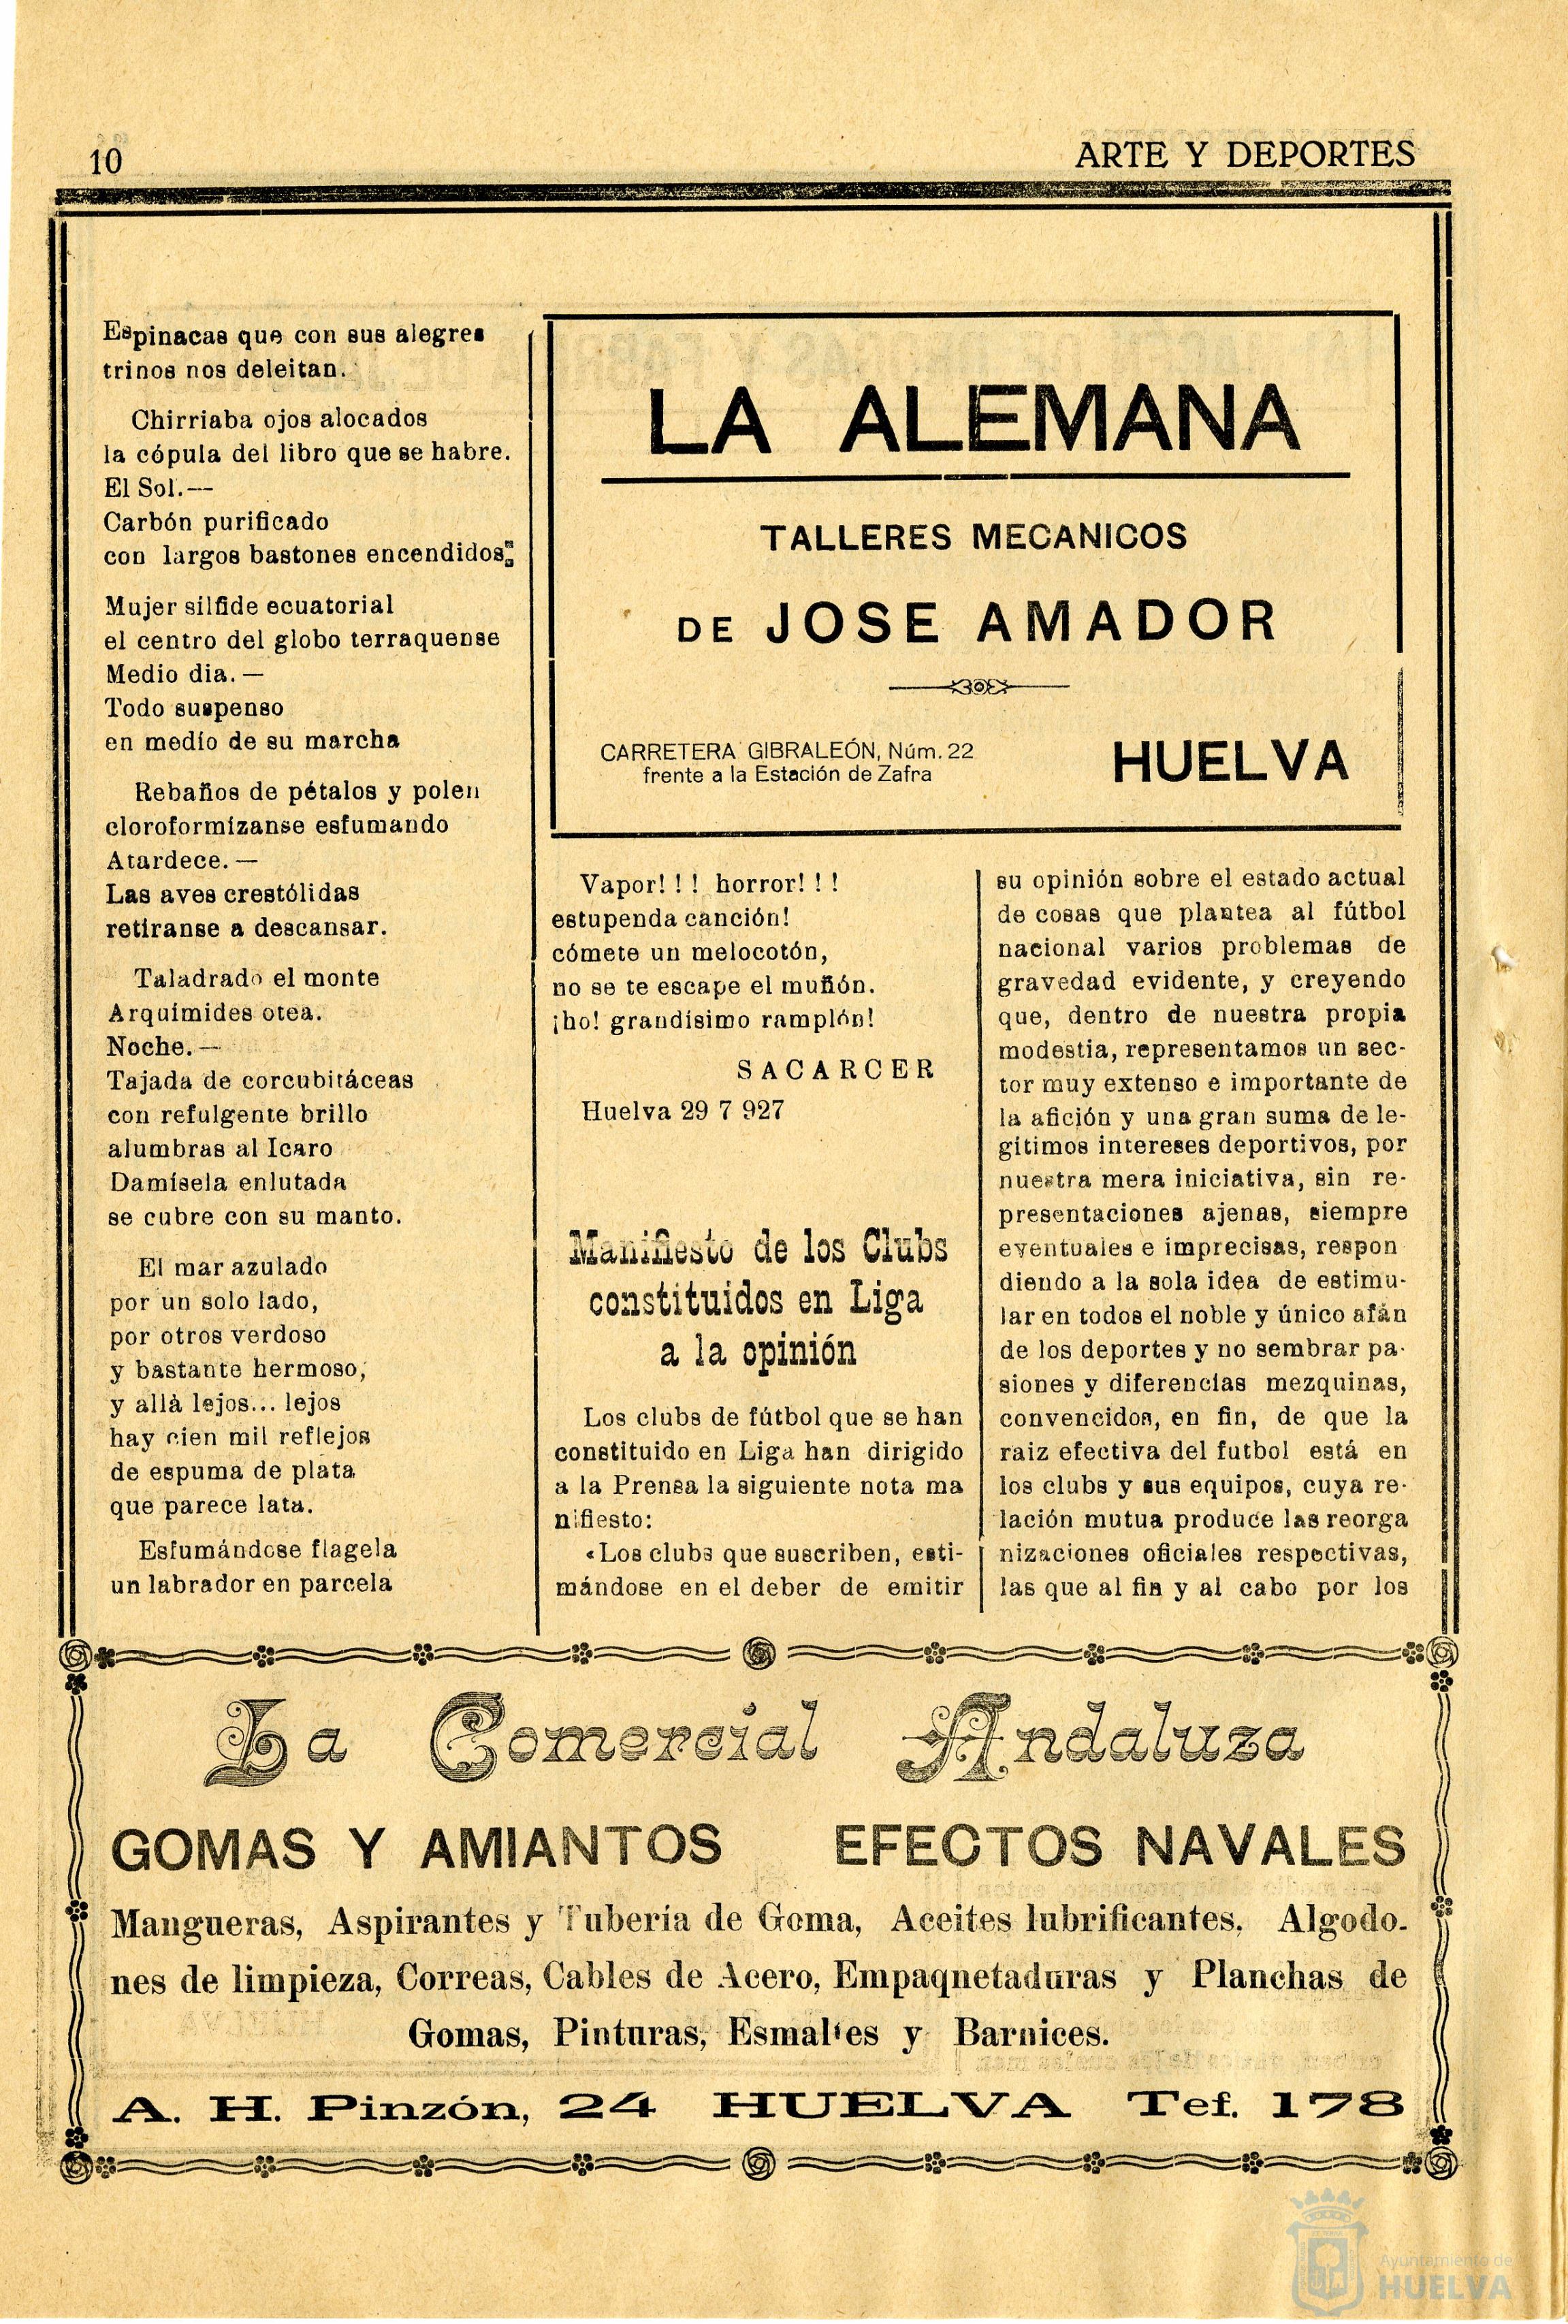 10
ARTE Y DEPORTES
Espinacas que con sus alegres
trinos nos deleitan.
Chirriaba ojos alocados
la cópula del libro que se habre.
El Sol.—
Carbón purificado
con largos bastones encendidos:
Mujer silfide ecuatorial
el centro del globo terraquense
Medio dia.—
Todo suspenso
en medio de su marcha
Rebaños de pétalos y polen
cloroformizanse esfumando
Atardece.—
Las aves crestólidas
retiranse a descansar.
Taladrado el monte
Arquimides otea.
Noche.—
Tajada de corcubitáceas
con refulgente brillo
alumbras al Icaro
Damisela enlutada
se cubre con su manto.
El mar azulado
por un solo lado,
por otros verdoso
y bastante hermoso,
y allà lejos... lejos
hay cien mil reflejos
de espuma de plata
que parece lata.
Esfumándose flagela
un labrador en parcela
LA ALEMANA
TALLERES MECANICOS
DE JOSE AMADOR
CARRETERA GIBRALEÓN, Núm. 22
frente a la Estación de Zafra
HUELVA
Vapor! ! ! horror! ! !
estupenda canción!
cómete un melocotón,
no se te escape el muñón.
¡ho! grandisimo ramplón!
SACARCER
Huelva 29 7 927
Manifiesto de los Clubs
constituidos en Liga
a la opinión
Los clubs de fútbol que se han
constituido en Liga han dirigido
a la Prensa la siguiente nota ma
nifiesto:
«Los clubs que suscriben, esti-
mándose en el deber de emitir
su opinión sobre el estado actual
de cosas que plantea al fútbol
nacional varios problemas de
gravedad evidente, y creyendo
que, dentro de nuestra propia
modestia, representamos un sec-
tor muy extenso e importante de
la afición y una gran suma de le-
gitimos intereses deportivos, por
nuestra mera iniciativa, sin re-
presentaciones ajenas, siempre
eventuales e imprecisas, respon
diendo a la sola idea de estimu-
lar en todos el noble y único afán
de los deportes y no sembrar pa-
siones y diferencias mezquinas,
convencidos, en fin, de que la
raiz efectiva del futbol está en
los clubs y sus equipos, cuya re-
lación mutua produce las reorga
nizaciones oficiales respectivas,
las que al fin y al cabo por los
La Comercial Andaluza
GOMAS Y AMIANTOS EFECTOS NAVALES
Mangueras, Aspirantes y Tubería de Goma, Aceites lubrificantes, Algodo-
nes de limpieza, Correas, Cables de Acero, Empaquetaduras y Planchas de
Gomas, Pinturas, Esmaltes y Barnices.
A. H. Pinzón, 24 HUELVA Tef. 178
Ayuntamiento de
HUELVA